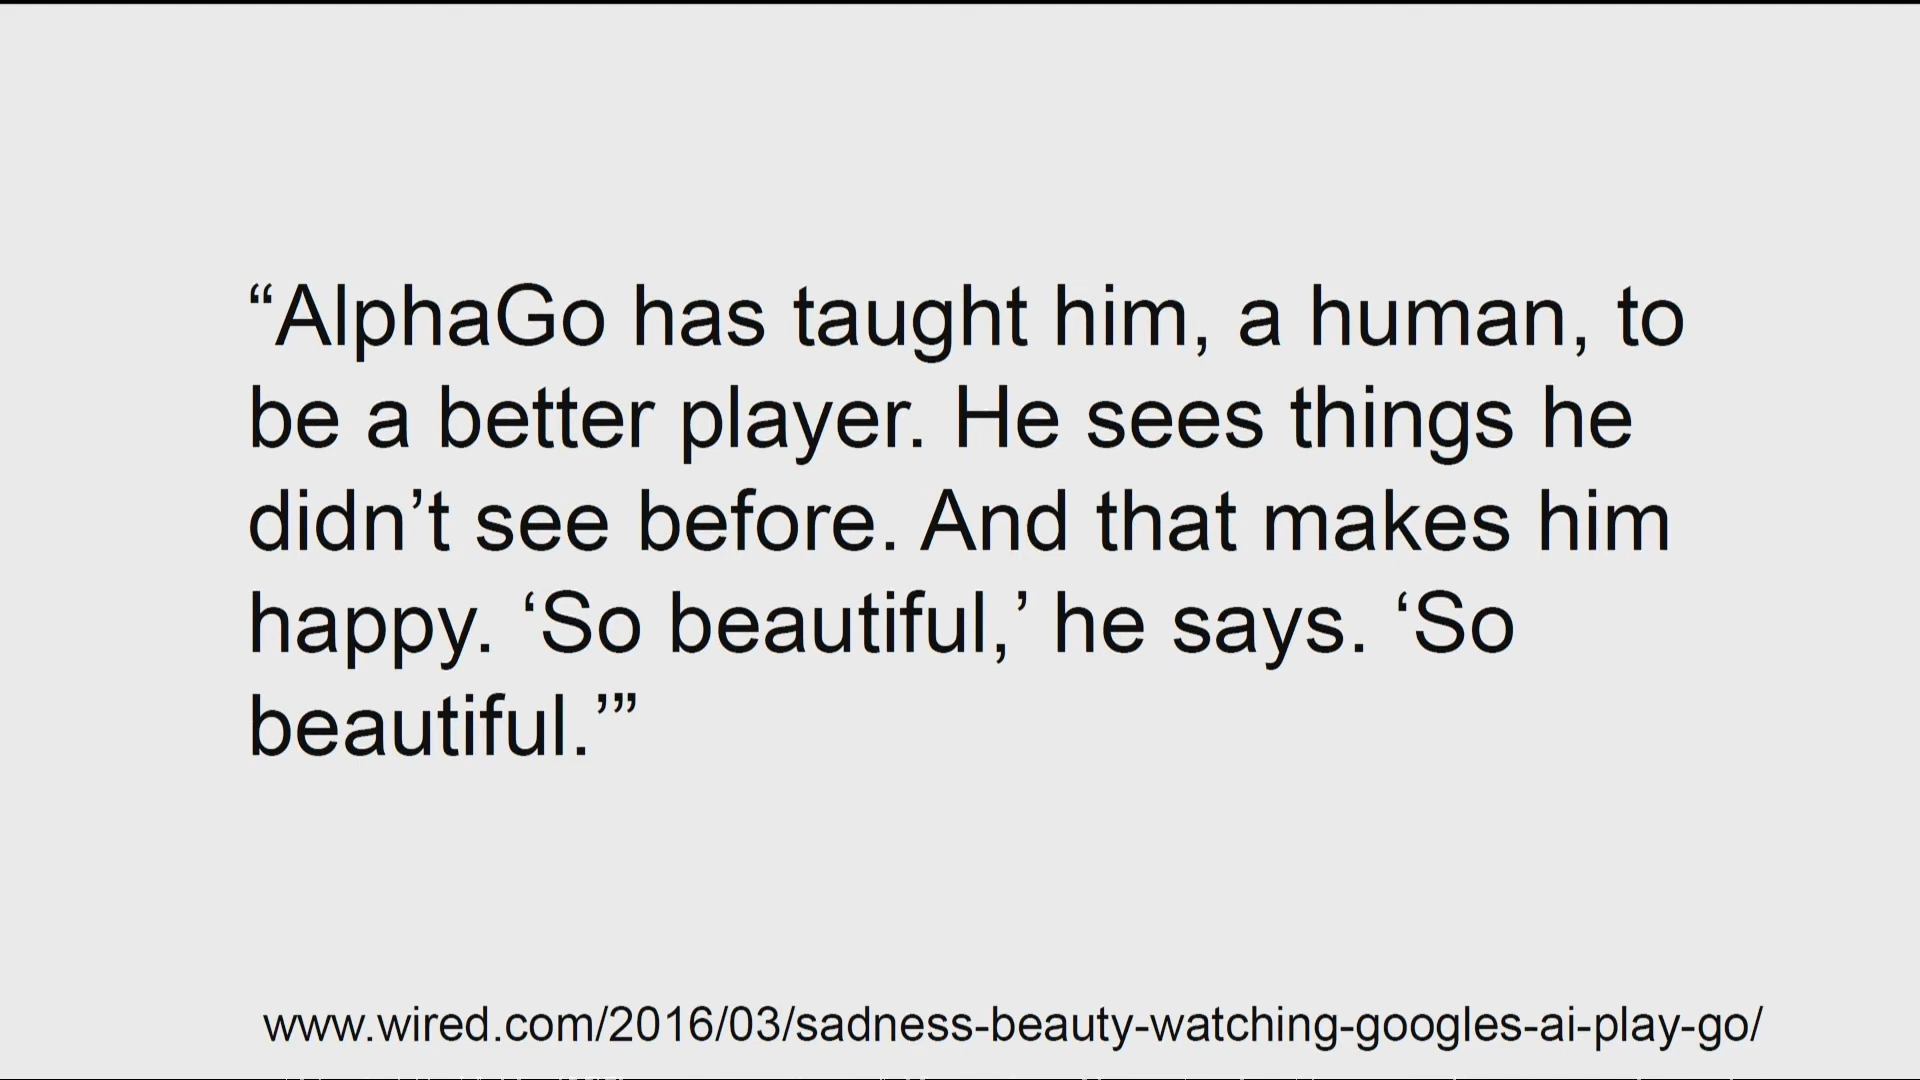 “AlphaGo has taught him, a human, to
be a better player. He sees things he
didn’t see before. And that makes him
happy. ‘So beautiful,’ he says. ‘So
beautiful.’”
www.wired.com/2016/03/sadness-beauty-watching-googles-ai-play-go/